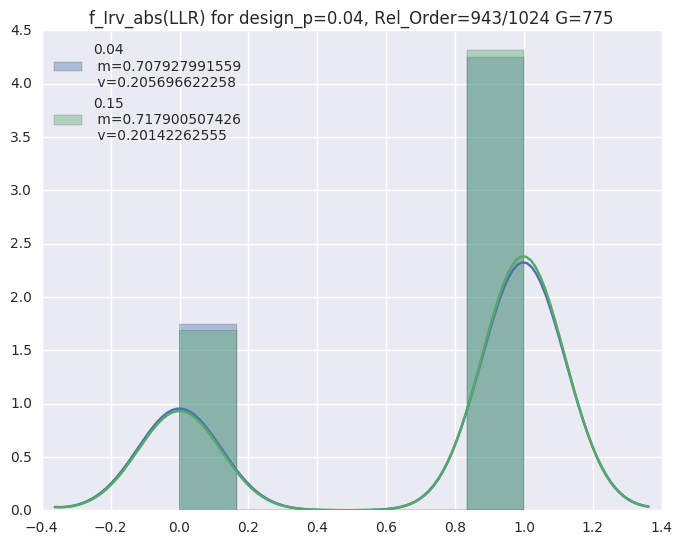 f_Irv_abs(LLR) for design_p=0.04, Rel_Order=943/1024 G=775
0.04
m=0.707927991559
v=0.205696622258
0.15
m=0.717900507426
v=0.20142262555
4.5
4.0
3.5
3.0
2.5
2.0
1.5
1.0
0.5
0.0
−0.4 −0.2 0.0 0.2 0.4 0.6 0.8 1.0 1.2 1.4